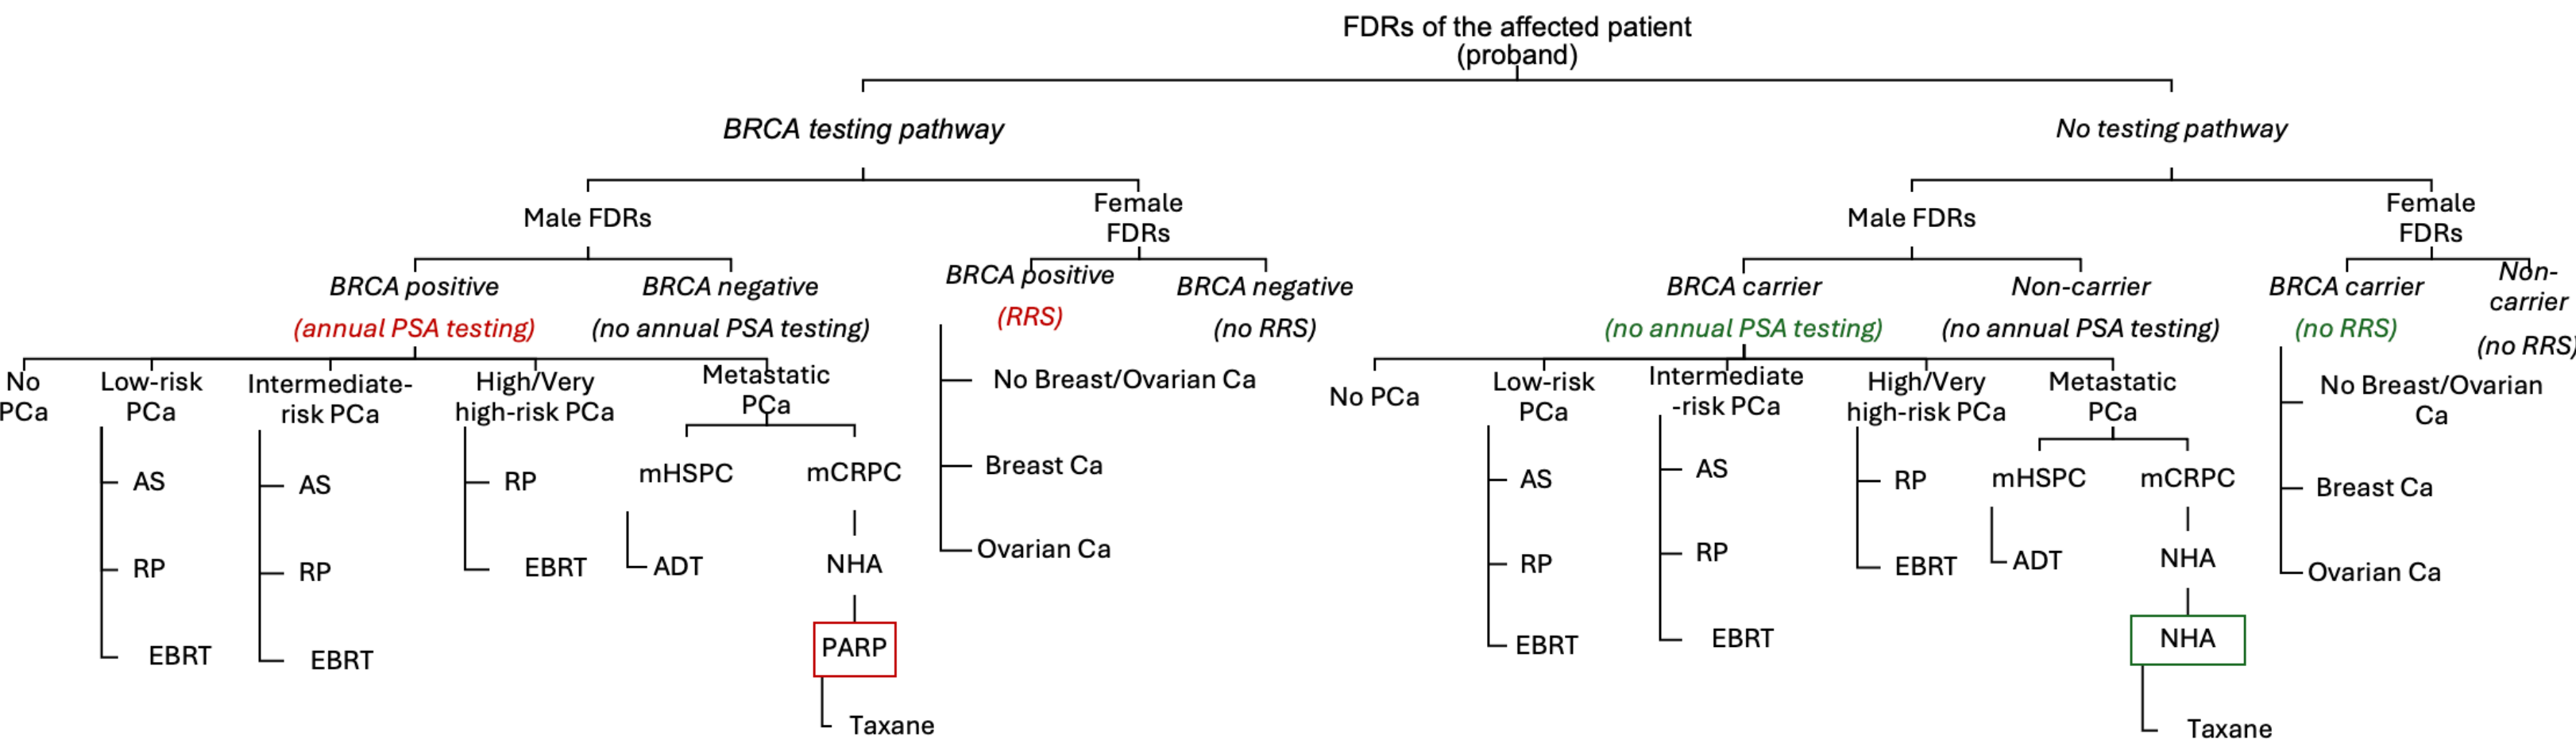 FDRs of the affected patient
(proband)
BRCA testing pathway
No testing pathway
Male FDRs
Female
FDRs
Male FDRs
Female
FDRs
BRCA positive
(annual PSA testing)
BRCA negative
(no annual PSA testing)
BRCA positive
(RRS)
BRCA negative
(no RRS)
BRCA carrier
(no annual PSA testing)
Non-carrier
(no annual PSA testing)
BRCA carrier
(no RRS)
Non-
carrier
(no RRS)
No
PCa
Low-risk
PCa
AS
RP
EBRT
Intermediate-
risk PCa
AS
RP
EBRT
High/Very
high-risk PCa
RP
EBRT
Metastatic
PCa
mHSPC
ADT
mCRPC
NHA
PARP
Taxane
No Breast/Ovarian Ca
Breast Ca
Ovarian Ca
No PCa
Low-risk
PCa
AS
RP
EBRT
Intermediate
-risk PCa
AS
RP
EBRT
High/Very
high-risk PCa
RP
EBRT
Metastatic
PCa
mHSPC
ADT
mCRPC
NHA
NHA
Taxane
No Breast/Ovarian
Ca
Breast Ca
Ovarian Ca